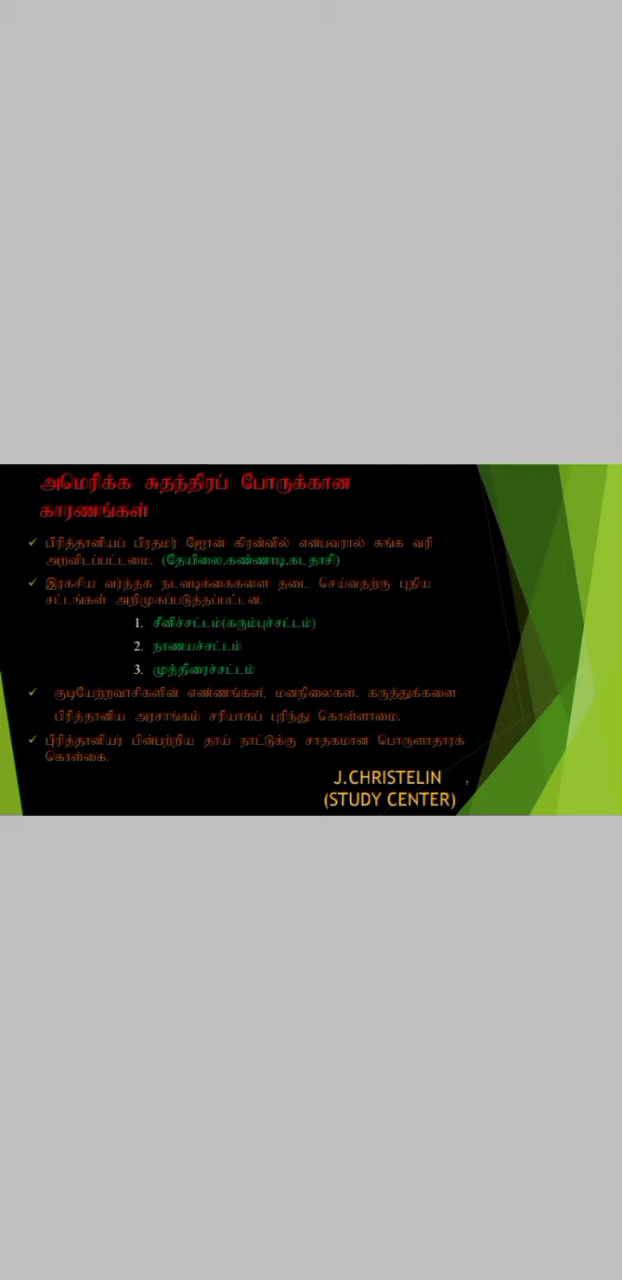 அமெரிக்க சுதந்திரப் போருக்கான
காரணங்கள்
பிரித்தானியப் பிரதமர் ஜோன் கிரன்வில் என்பவரால் சுங்க வரி
அறவிடப்பட்டமை. (தேயிலை,கண்ணாடி,கடதாசி)
இரகசிய வர்த்தக நடவடிக்கைகளை தடை செய்வதற்கு புதிய
சட்டங்கள் அறிமுகப்படுத்தப்பட்டன.
1. சீனிச்சட்டம்(கரும்புச்சட்டம்)
2. நாணயச்சட்டம்
3. முத்திரைச்சட்டம்
குடியேற்றவாசிகளின் எண்ணங்கள், மனநிலைகள், கருத்துக்களை
பிரித்தானிய அரசாங்கம் சரியாகப் புரிந்து கொள்ளாமை.
பிரித்தானியர் பின்பற்றிய தாய் நாட்டுக்கு சாதகமான பொருளாதாரக்
கொள்கை.
J.CHRISTELIN ,
(STUDY CENTER)